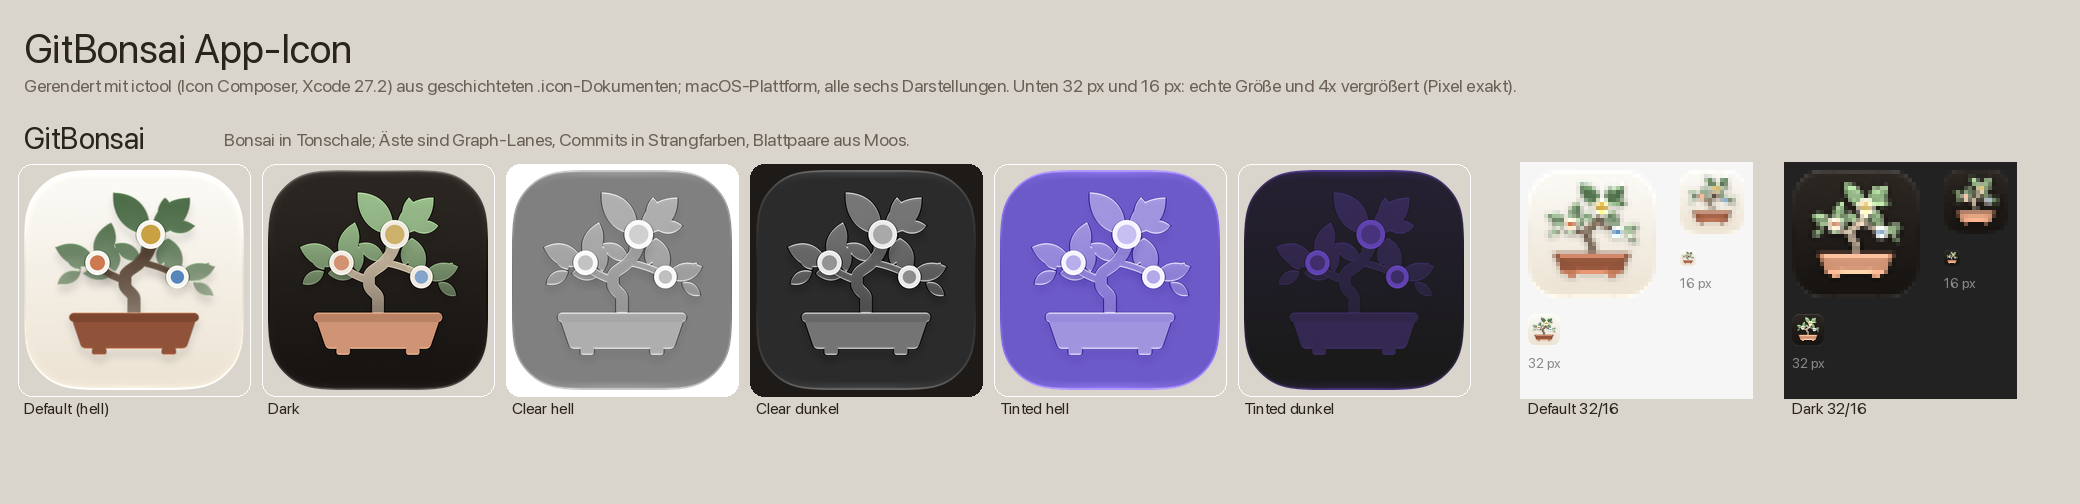 GitBonsai App-Icon
Gerendert mit ictool (Icon Composer, Xcode 27.2) aus geschichteten .icon-Dokumenten; macOS-Plattform, alle sechs Darstellungen. Unten 32 px und 16 px: echte Größe und 4x vergrößert (Pixel exakt).
GitBonsai
Bonsai in Tonschale; Äste sind Graph-Lanes, Commits in Strangfarben, Blattpaare aus Moos.
16 px
16 px
32 px
32 px
Default (hell)
Dark
Clear hell
Clear dunkel
Tinted hell
Tinted dunkel
Default 32/16
Dark 32/16